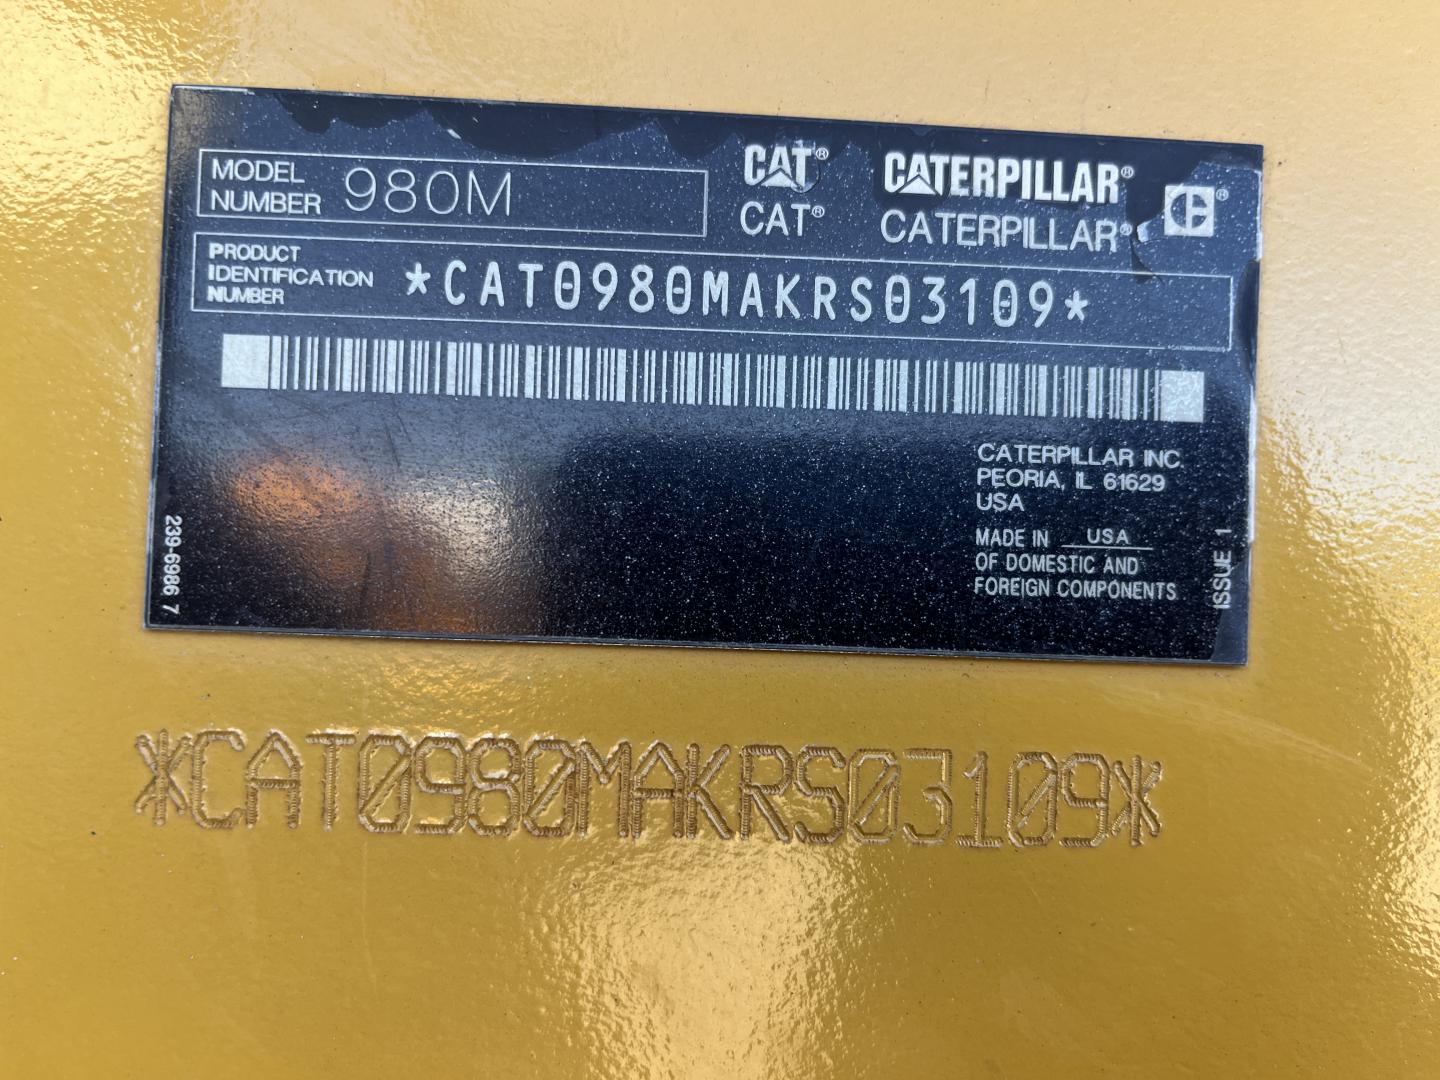 MODEL
NUMBER 980M
CAT® CATERPILLAR® ®
CAT® CATERPILLAR®
PRODUCT
IDENTIFICATION
NUMBER
*CAT0980MAKRS03109*
CATERPILLAR INC
PEORIA, IL 61629
USA
MADE IN USA
OF DOMESTIC AND
FOREIGN COMPONENTS
239-6986 7
ISSUE 1
*CAT0980MAKRS03109*